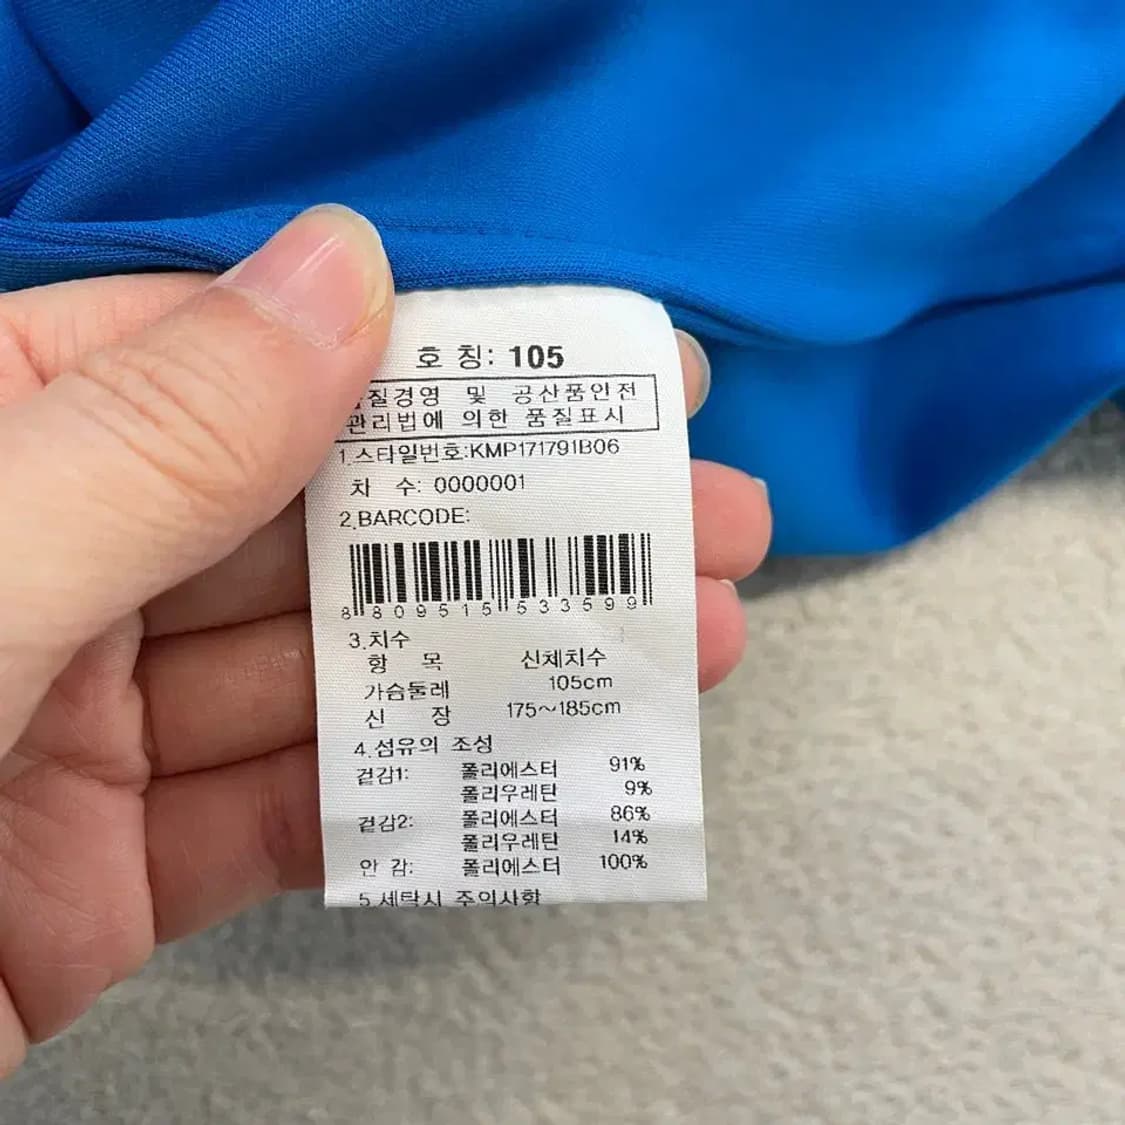 호 칭: 105
질경영 및 공산품안전
관리법에 의한 품질표시
1.스타일번호:KMP171791B06
차 수: 0000001
2.BARCODE:
8 809515 533599
3.치수
항 목 신체치수
가슴둘레 105cm
신 장 175~185cm
4.섬유의 조성
겉감1: 폴리에스터 91%
폴리우레탄 9%
겉감2: 폴리에스터 86%
폴리우레탄 14%
안 감: 폴리에스터 100%
5.세탁시 주의사항